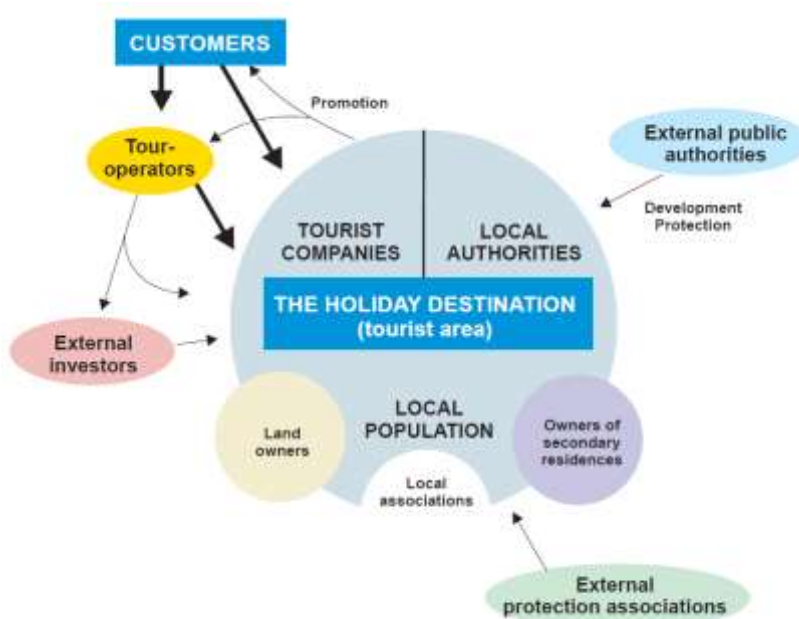 CUSTOMERS
Promotion
Tour-
operators
External public
authorities
Development
Protection
TOURIST
COMPANIES
LOCAL
AUTHORITIES
THE HOLIDAY DESTINATION
(tourist area)
External
investors
LOCAL
POPULATION
Land
owners
Owners of
secondary
residences
Local
associations
External
protection associations